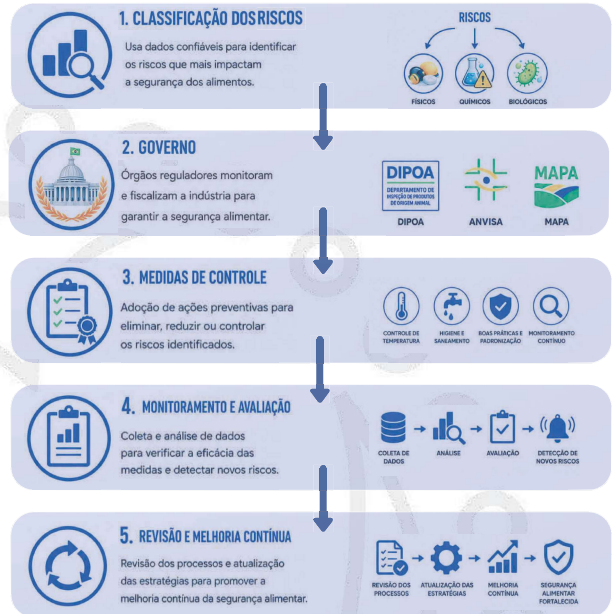 1. CLASSIFICAÇÃO DOS RISCOS
Usa dados confiáveis para identificar
os riscos que mais impactam
a segurança dos alimentos.
RISCOS
FÍSICOS
QUÍMICOS
BIOLÓGICOS
2. GOVERNO
Órgãos reguladores monitoram
e fiscalizam a indústria para
garantir a segurança alimentar.
DIPOA
DEPARTAMENTO DE
INSPEÇÃO DE PRODUTOS
DE ORIGEM ANIMAL
DIPOA
ANVISA
MAPA
MAPA
3. MEDIDAS DE CONTROLE
Adoção de ações preventivas para
eliminar, reduzir ou controlar
os riscos identificados.
CONTROLE DE
TEMPERATURA
HIGIENE E
SANEAMENTO
BOAS PRÁTICAS E
PADRONIZAÇÃO
MONITORAMENTO
CONTÍNUO
4. MONITORAMENTO E AVALIAÇÃO
Coleta e análise de dados
para verificar a eficácia das
medidas e detectar novos riscos.
COLETA DE
DADOS
ANÁLISE
AVALIAÇÃO
DETECÇÃO DE
NOVOS RISCOS
5. REVISÃO E MELHORIA CONTÍNUA
Revisão dos processos e atualização
das estratégias para promover a
melhoria contínua da segurança alimentar.
REVISÃO DOS
PROCESSOS
ATUALIZAÇÃO DAS
ESTRATÉGIAS
MELHORIA
CONTÍNUA
SEGURANÇA
ALIMENTAR
FORTALECIDA